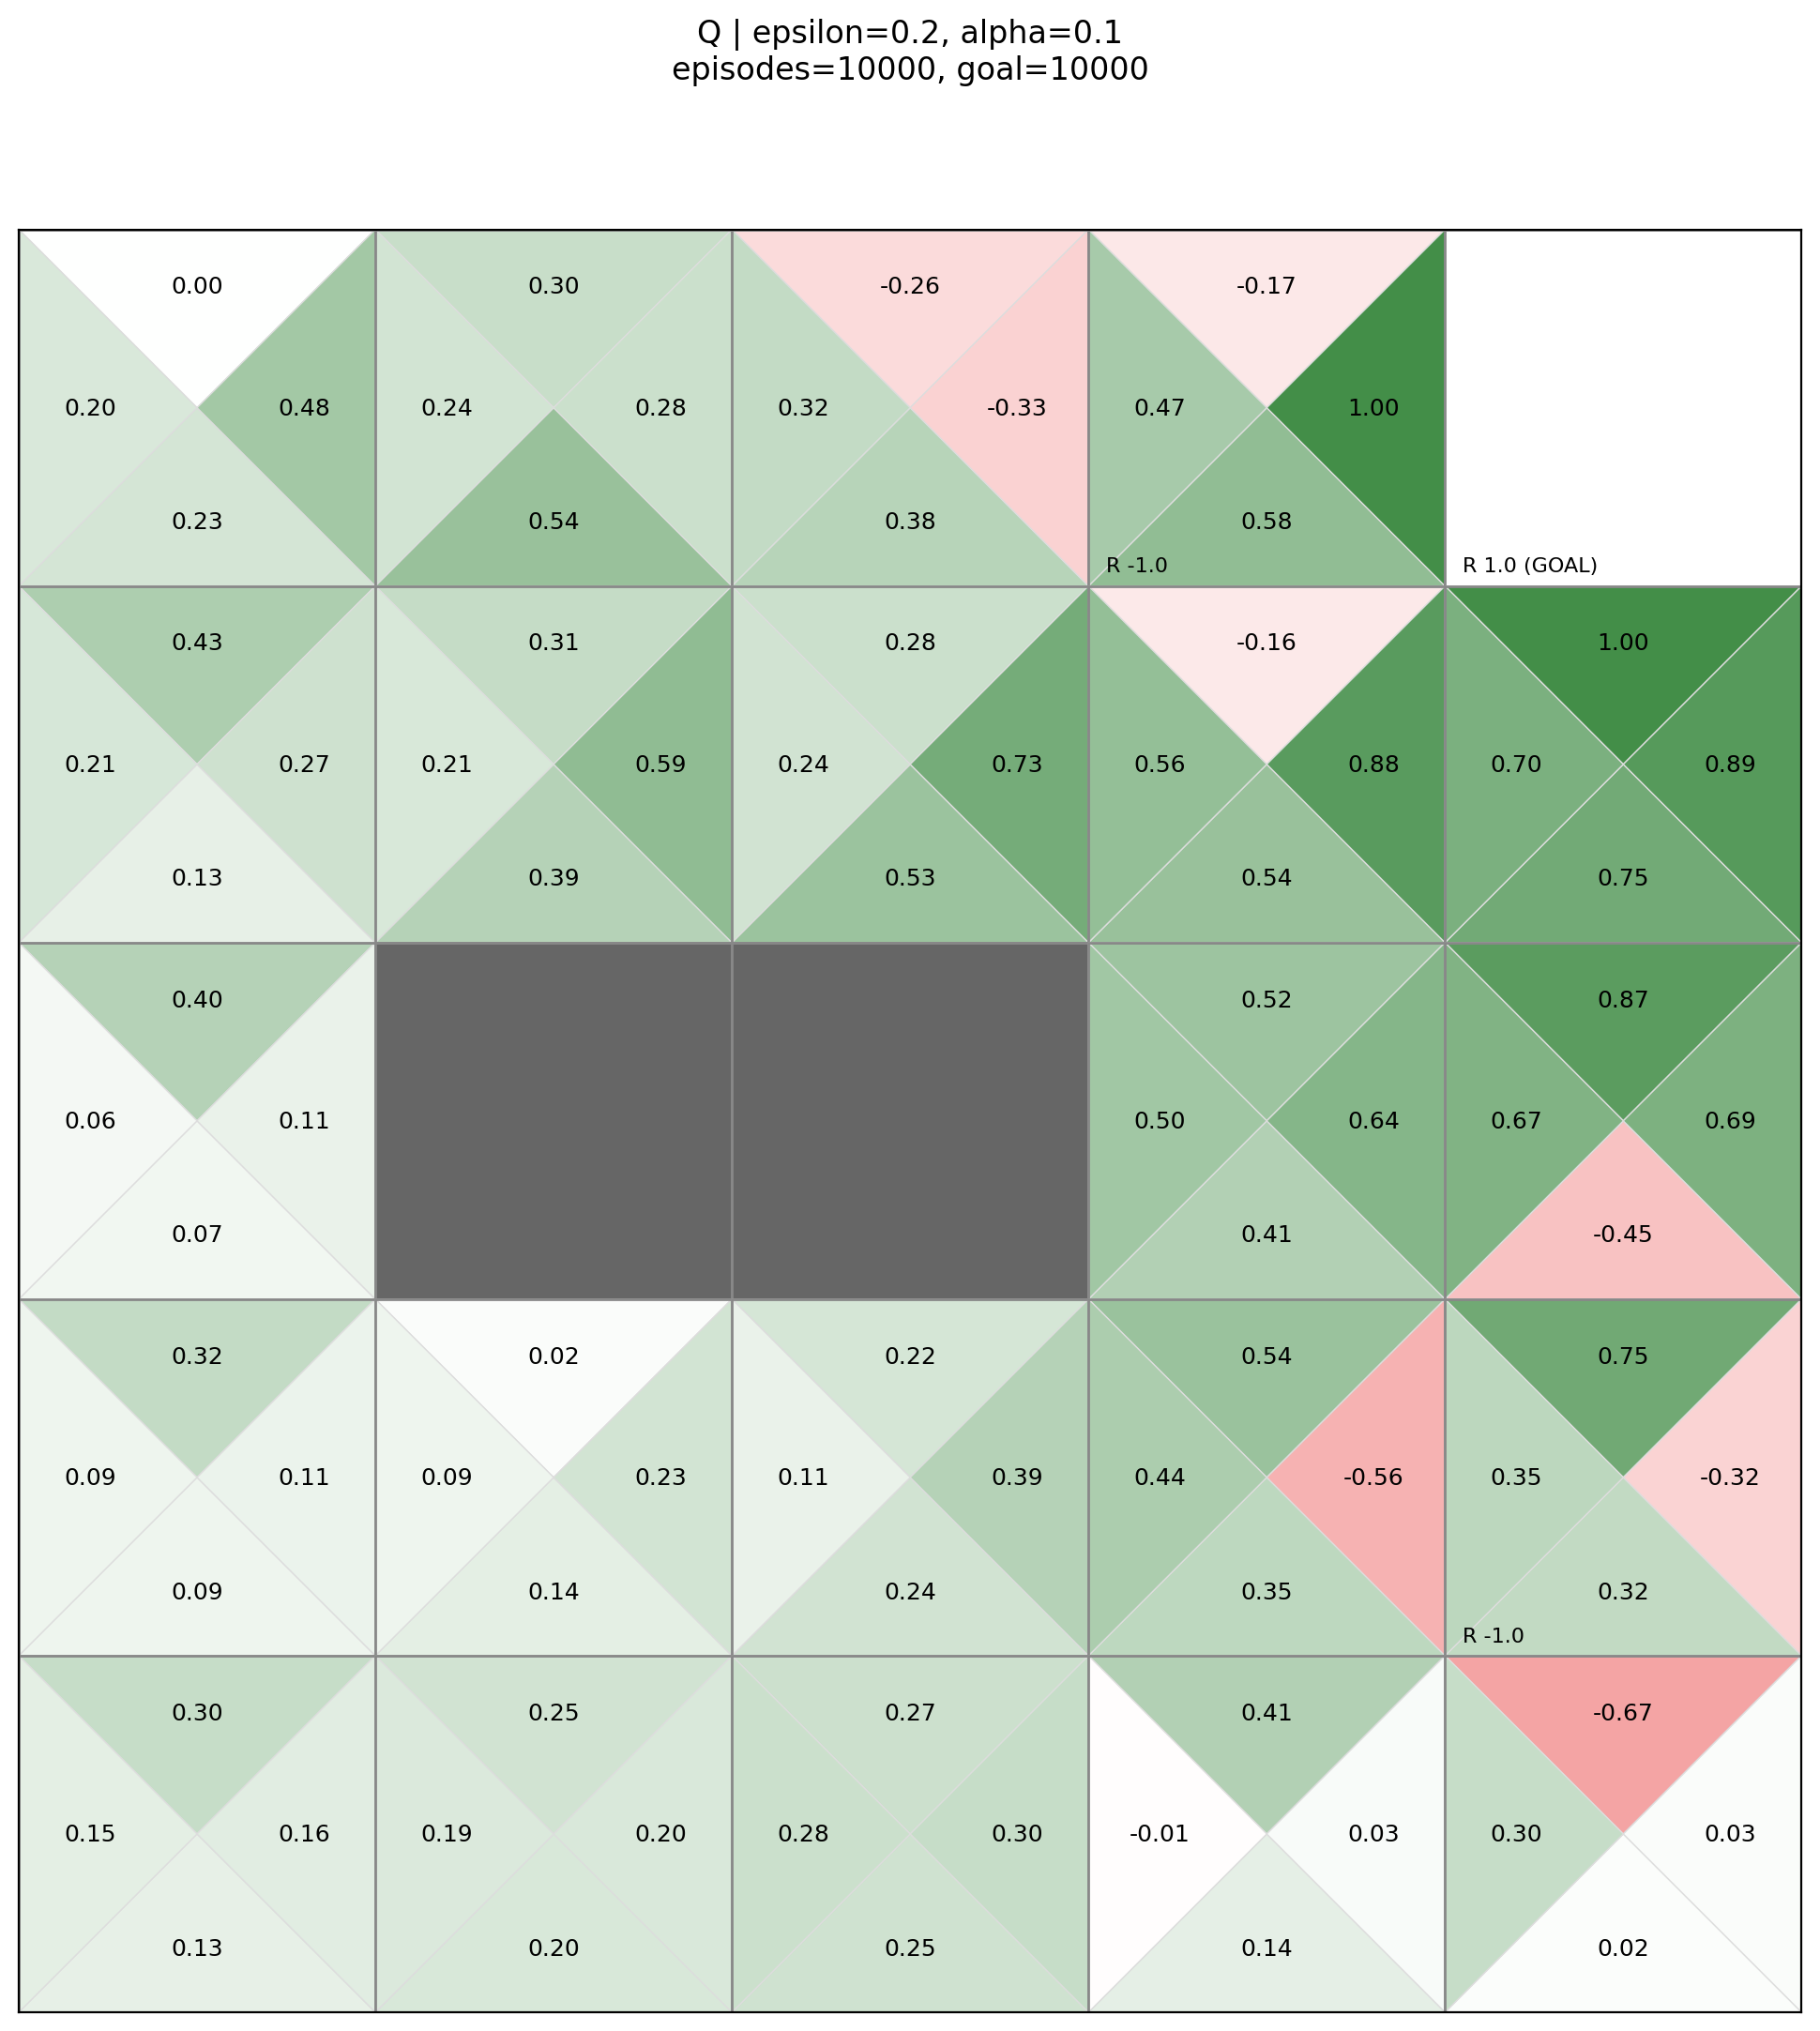 Q | epsilon=0.2, alpha=0.1
episodes=10000, goal=10000
0.00 0.30 -0.26 -0.17
0.20 0.48 0.24 0.28 0.32 -0.33 0.47 1.00
0.23 0.54 0.38 0.58
R -1.0 R 1.0 (GOAL)
0.43 0.31 0.28 -0.16 1.00
0.21 0.27 0.21 0.59 0.24 0.73 0.56 0.88 0.70 0.89
0.13 0.39 0.53 0.54 0.75
0.40 0.52 0.87
0.06 0.11 0.50 0.64 0.67 0.69
0.07 0.41 -0.45
0.32 0.02 0.22 0.54 0.75
0.09 0.11 0.09 0.23 0.11 0.39 0.44 -0.56 0.35 -0.32
0.09 0.14 0.24 0.35 0.32
R -1.0
0.30 0.25 0.27 0.41 -0.67
0.15 0.16 0.19 0.20 0.28 0.30 -0.01 0.03 0.30 0.03
0.13 0.20 0.25 0.14 0.02